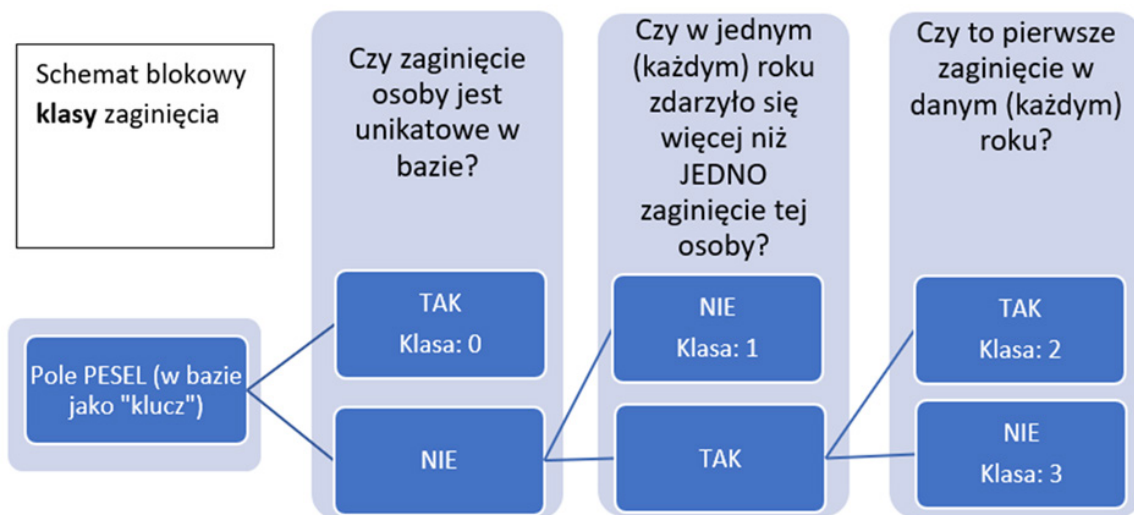 Schemat blokowy
klasy zaginięcia
Czy zaginięcie
osoby jest
unikatowe w
bazie?
Czy w jednym
(każdym) roku
zdarzyło się
więcej niż
JEDNO
zaginięcie tej
osoby?
Czy to pierwsze
zaginięcie w
danym (każdym)
roku?
Pole PESEL (w bazie
jako "klucz")
TAK
Klasa: 0
NIE
NIE
Klasa: 1
TAK
TAK
Klasa: 2
NIE
Klasa: 3